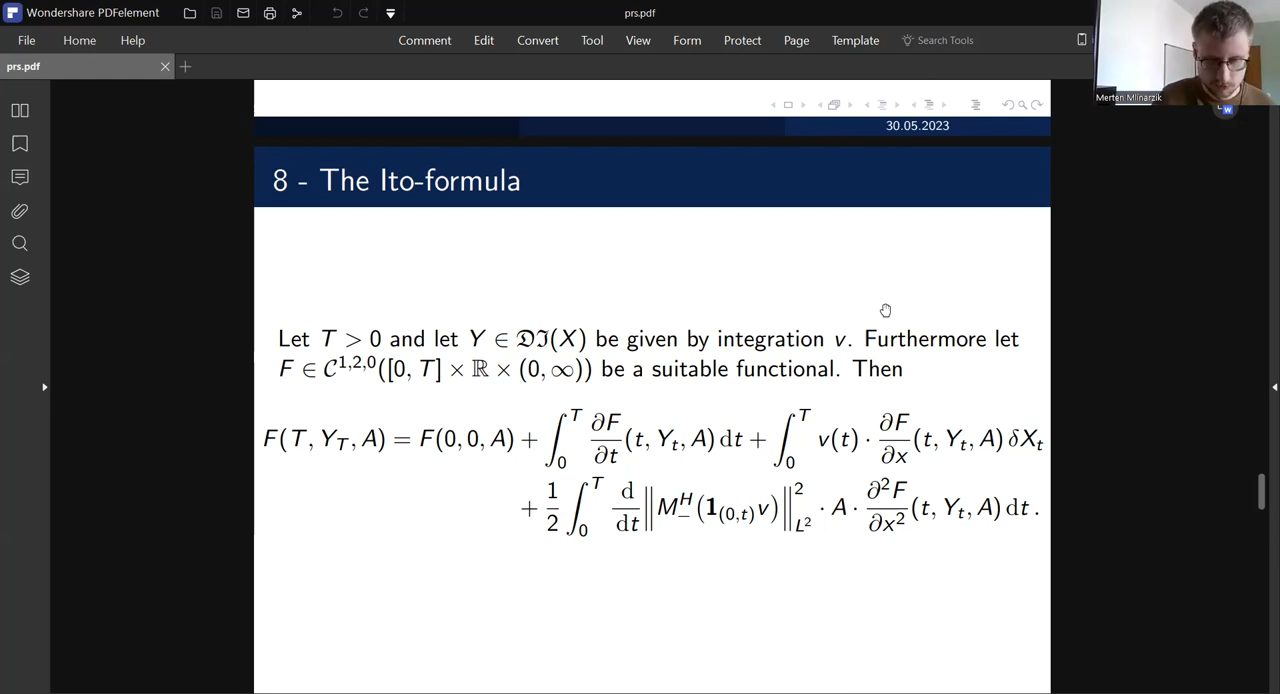 Wondershare PDFelement
prs.pdf
File Home Help Comment Edit Convert Tool View Form Protect Page Template Search Tools
prs.pdf
Merten Mlinarzik
30.05.2023
8 - The Ito-formula
Let T > 0 and let Y ∈ 𝔇ℑ(X) be given by integration v. Furthermore let
F ∈ 𝒞^{1,2,0}([0, T] × ℝ × (0, ∞)) be a suitable functional. Then
F(T, Y_T, A) = F(0, 0, A) + ∫_0^T ∂F/∂t (t, Y_t, A) dt + ∫_0^T v(t) · ∂F/∂x (t, Y_t, A) δX_t
+ 1/2 ∫_0^T d/dt ‖M_−^H(𝟏_{(0,t)}v)‖_{L^2}^2 · A · ∂²F/∂x² (t, Y_t, A) dt .